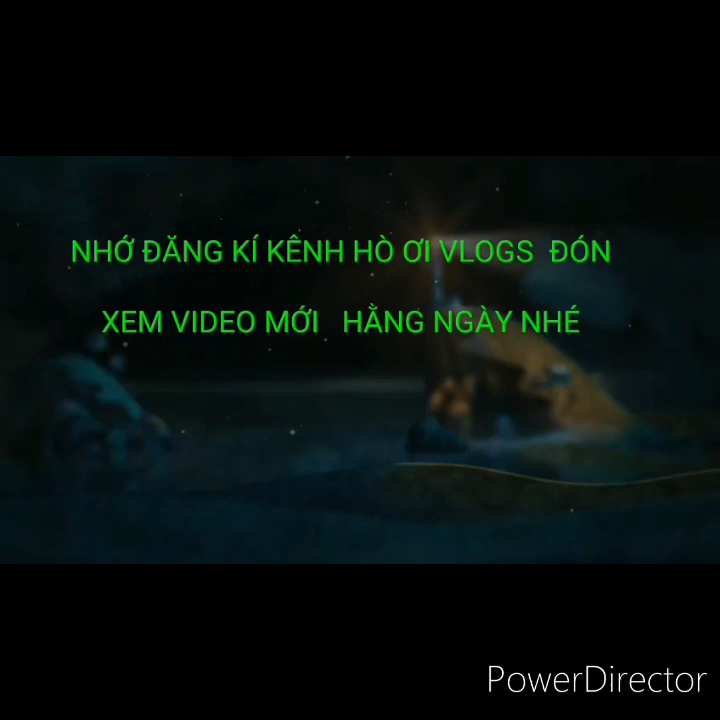 NHỚ ĐĂNG KÍ KÊNH HÒ ƠI VLOGS ĐÓN
XEM VIDEO MỚI HẰNG NGÀY NHÉ
PowerDirector